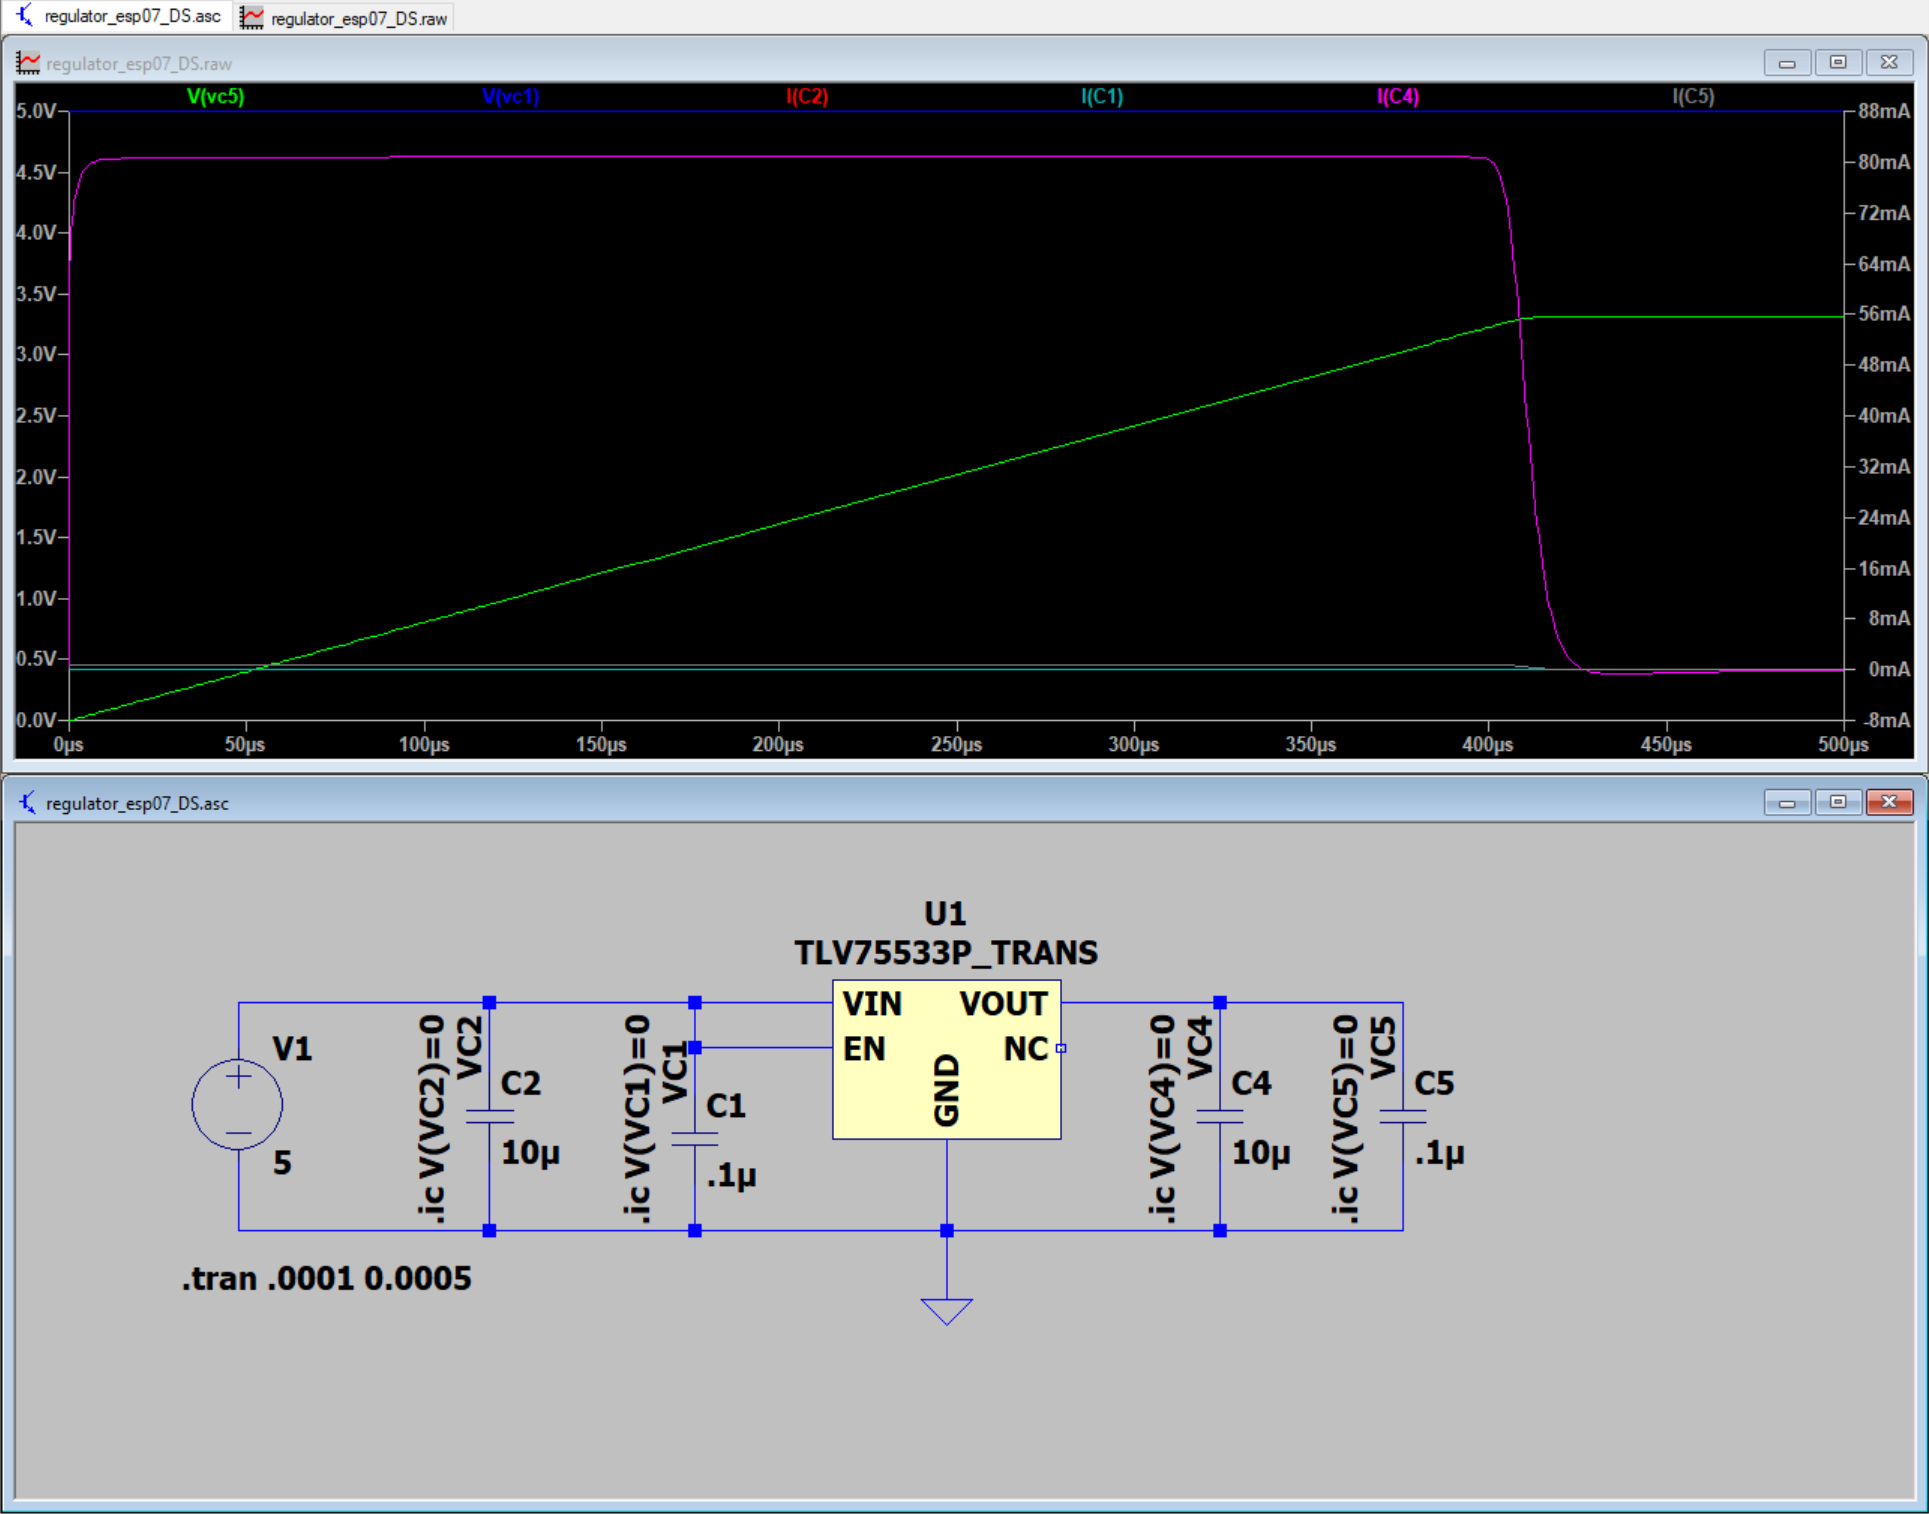 regulator_esp07_DS.asc regulator_esp07_DS.raw
regulator_esp07_DS.raw
V(vc5) V(vc1) I(C2) I(C1) I(C4) I(C5)
5.0V 88mA
4.5V 80mA
4.0V 72mA
3.5V 64mA
3.0V 56mA
2.5V 48mA
2.0V 40mA
1.5V 32mA
1.0V 24mA
0.5V 16mA
0.0V 8mA
0mA
-8mA
0µs 50µs 100µs 150µs 200µs 250µs 300µs 350µs 400µs 450µs 500µs
regulator_esp07_DS.asc
U1
TLV75533P_TRANS
VIN VOUT
EN NC
GND
V1
5
.ic V(VC2)=0
VC2
C2
10µ
.ic V(VC1)=0
VC1
C1
.1µ
.ic V(VC4)=0
VC4
C4
10µ
.ic V(VC5)=0
VC5
C5
.1µ
.tran .0001 0.0005